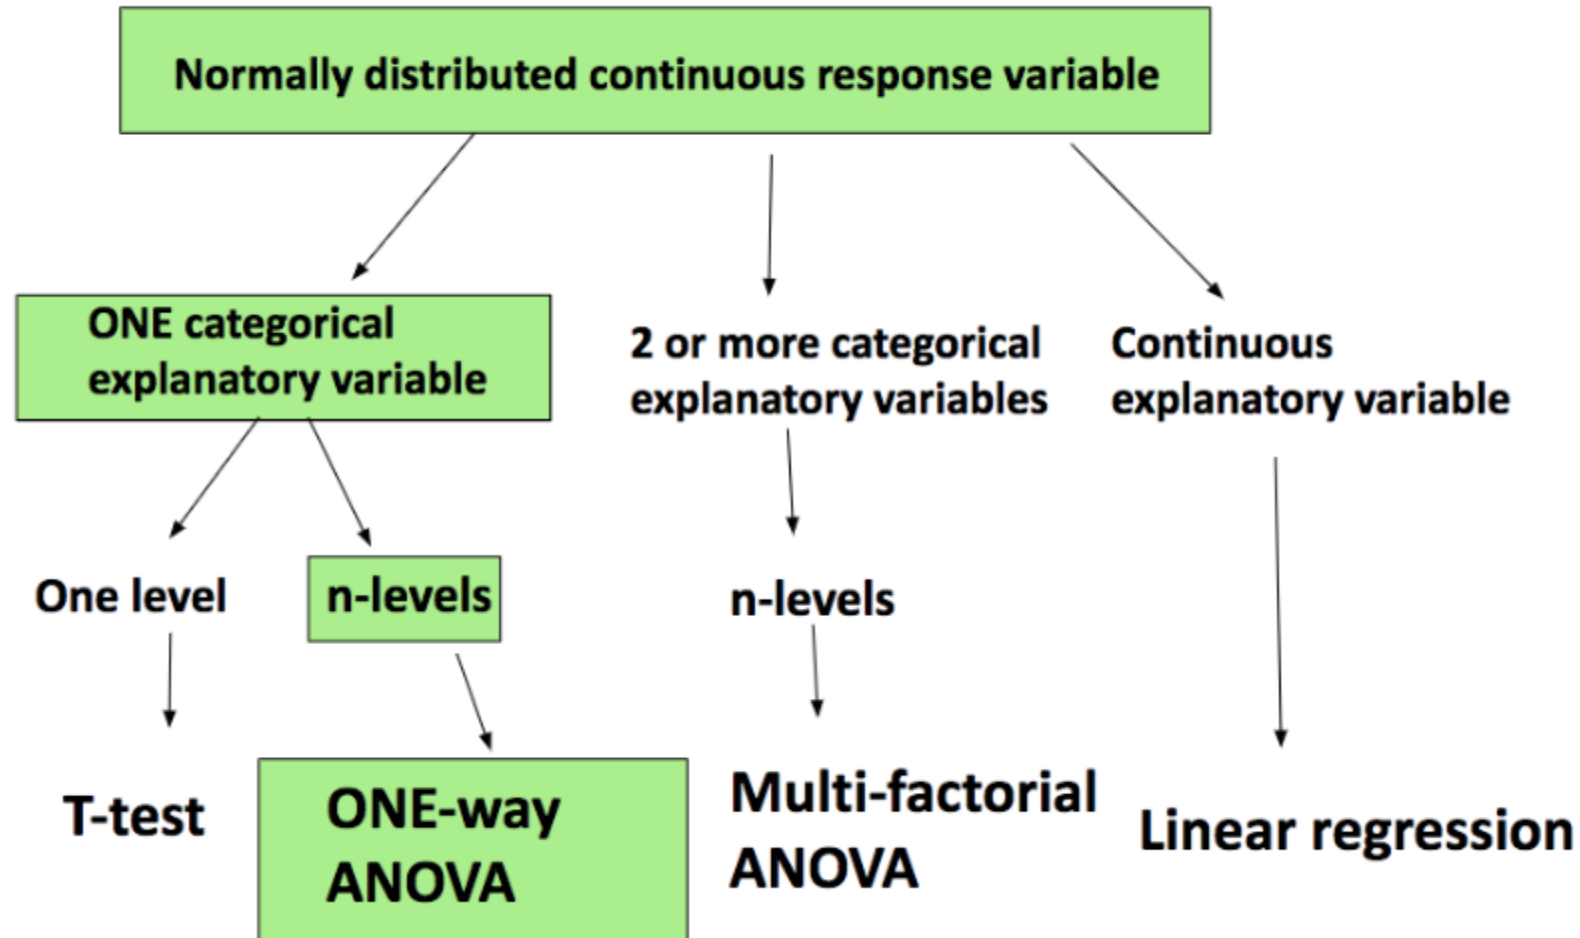 Normally distributed continuous response variable
ONE categorical
explanatory variable
2 or more categorical
explanatory variables
Continuous
explanatory variable
One level
n-levels
n-levels
T-test
ONE-way
ANOVA
Multi-factorial
ANOVA
Linear regression